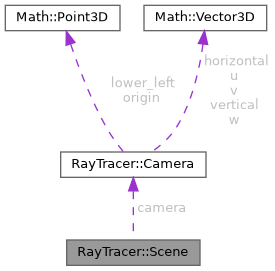 Math::Point3D
Math::Vector3D
horizontal
lower_left
u
origin
v
vertical
w
RayTracer::Camera
camera
RayTracer::Scene